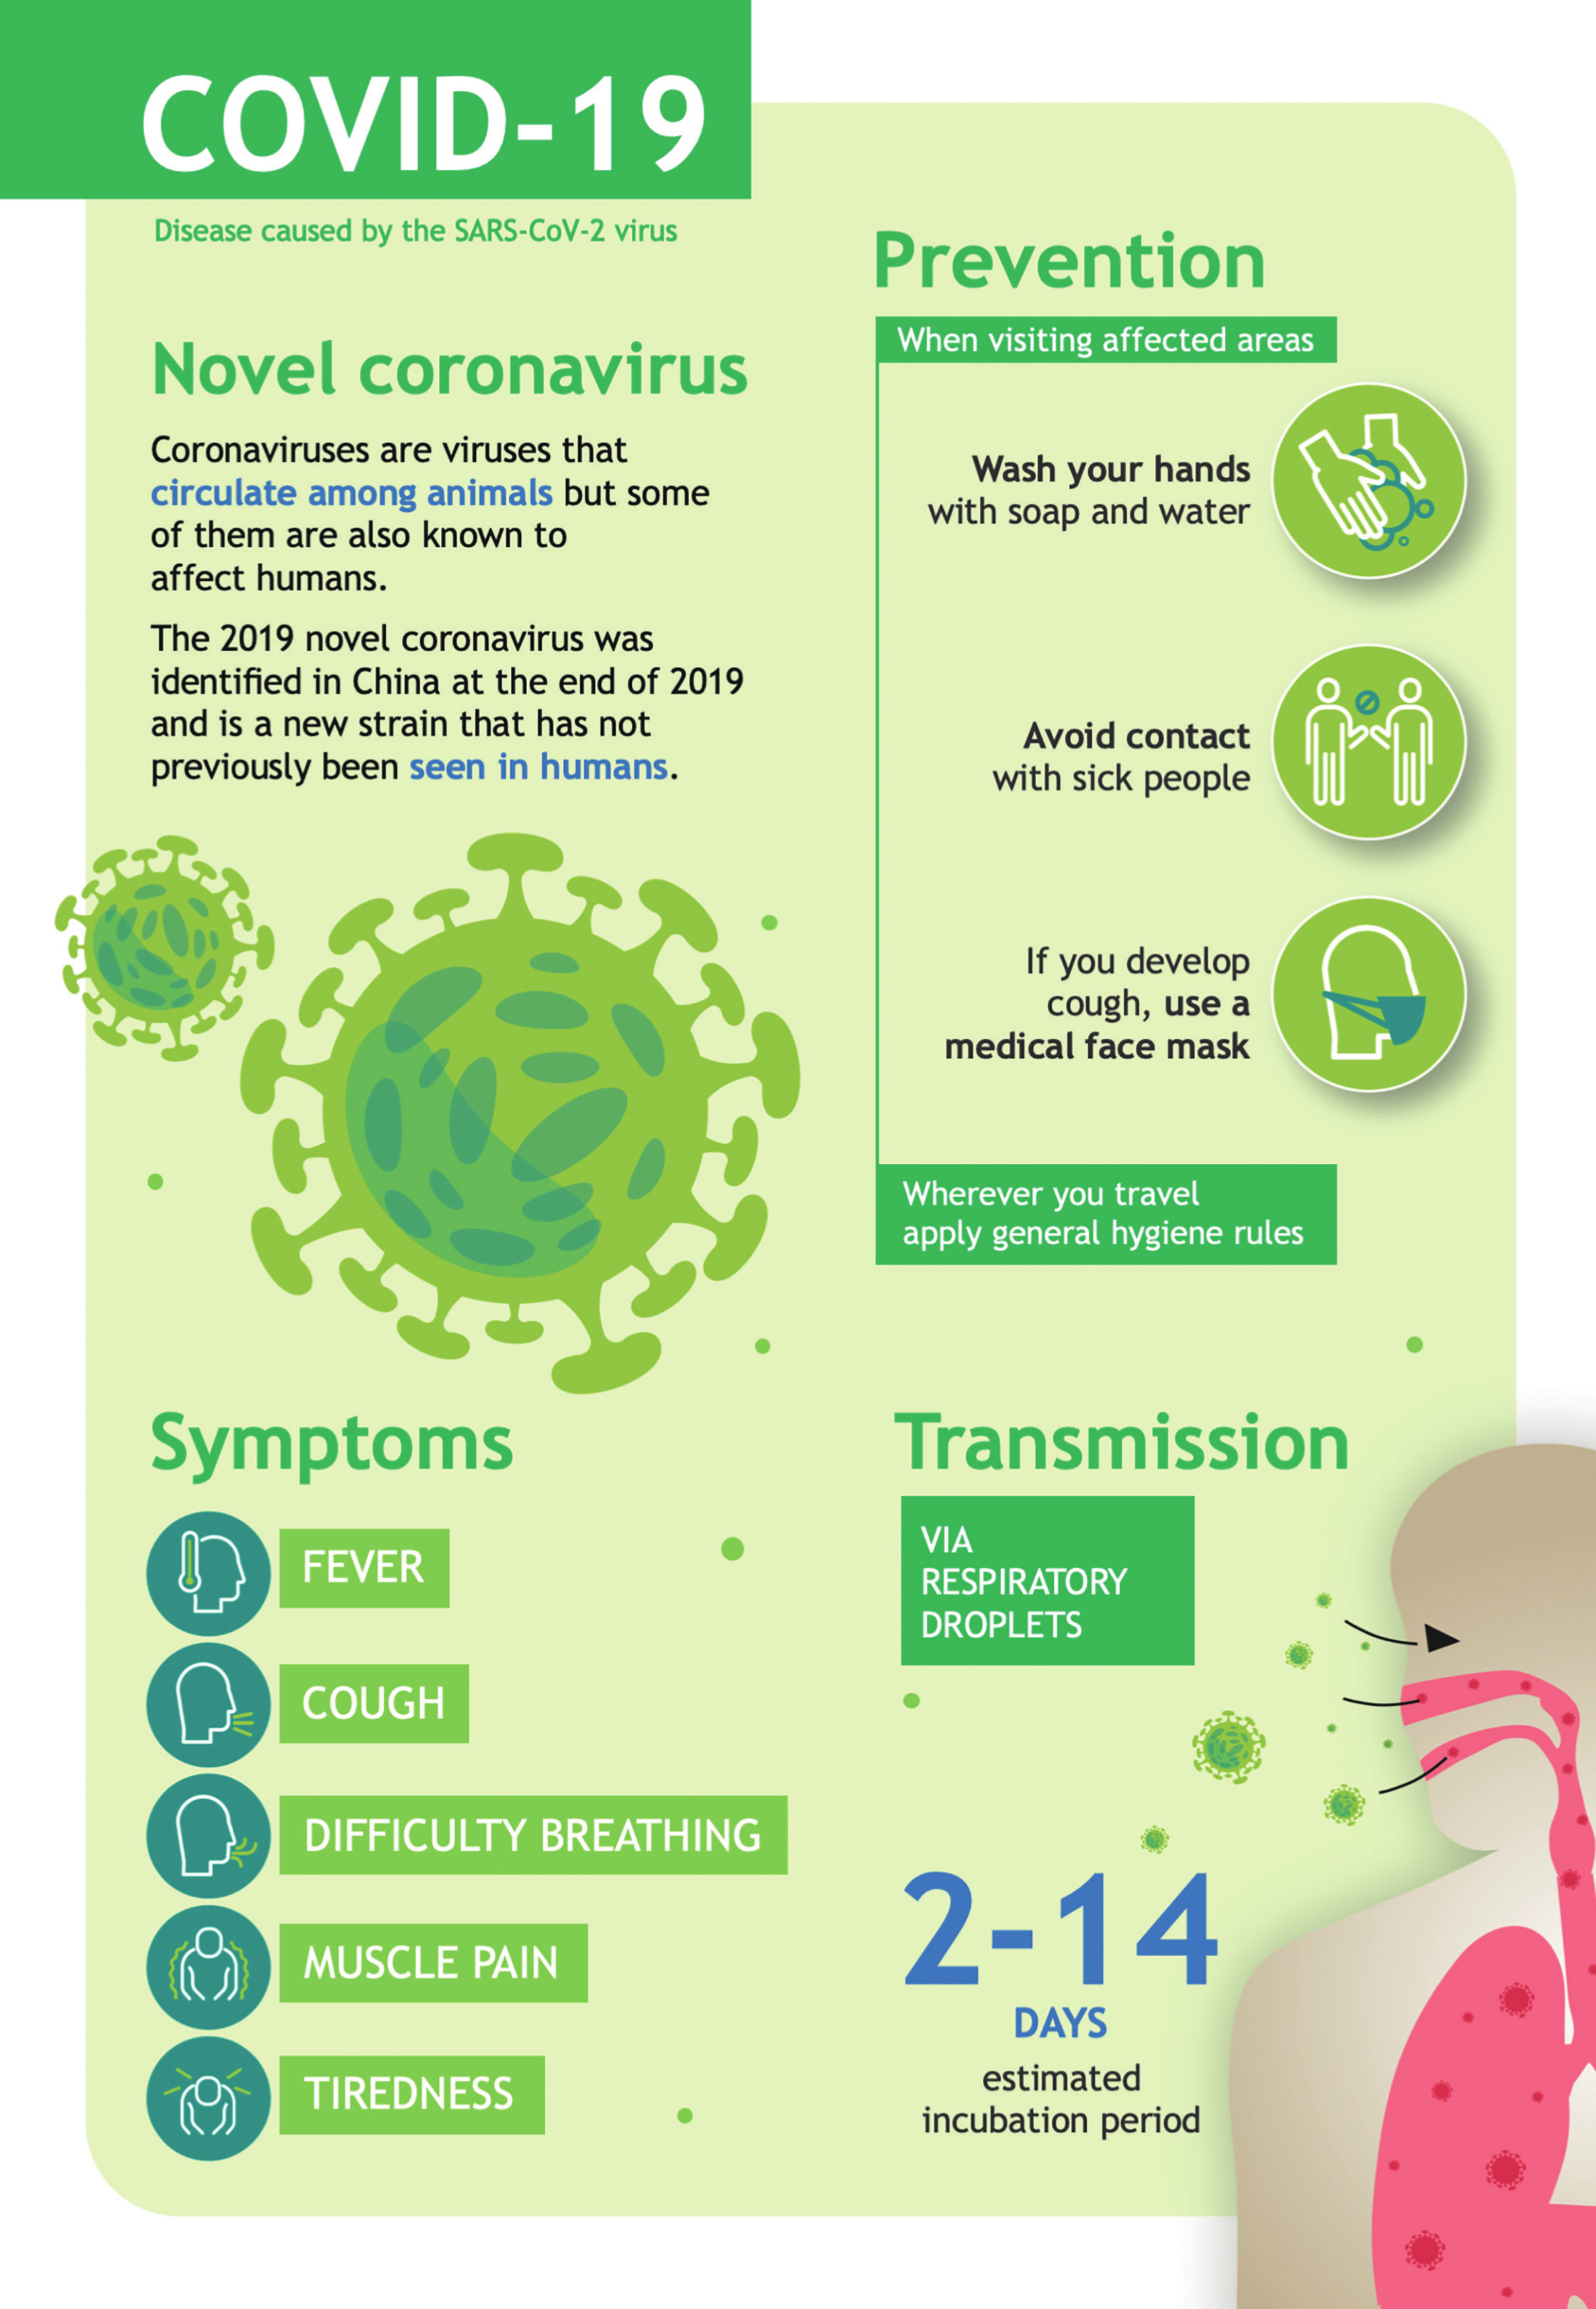 COVID-19
Disease caused by the SARS-CoV-2 virus
Novel coronavirus
Coronaviruses are viruses that
circulate among animals but some
of them are also known to
affect humans.
The 2019 novel coronavirus was
identified in China at the end of 2019
and is a new strain that has not
previously been seen in humans.
Prevention
When visiting affected areas
Wash your hands
with soap and water
Avoid contact
with sick people
If you develop
cough, use a
medical face mask
Wherever you travel
apply general hygiene rules
Symptoms
FEVER
COUGH
DIFFICULTY BREATHING
MUSCLE PAIN
TIREDNESS
Transmission
VIA
RESPIRATORY
DROPLETS
2-14
DAYS
estimated
incubation period